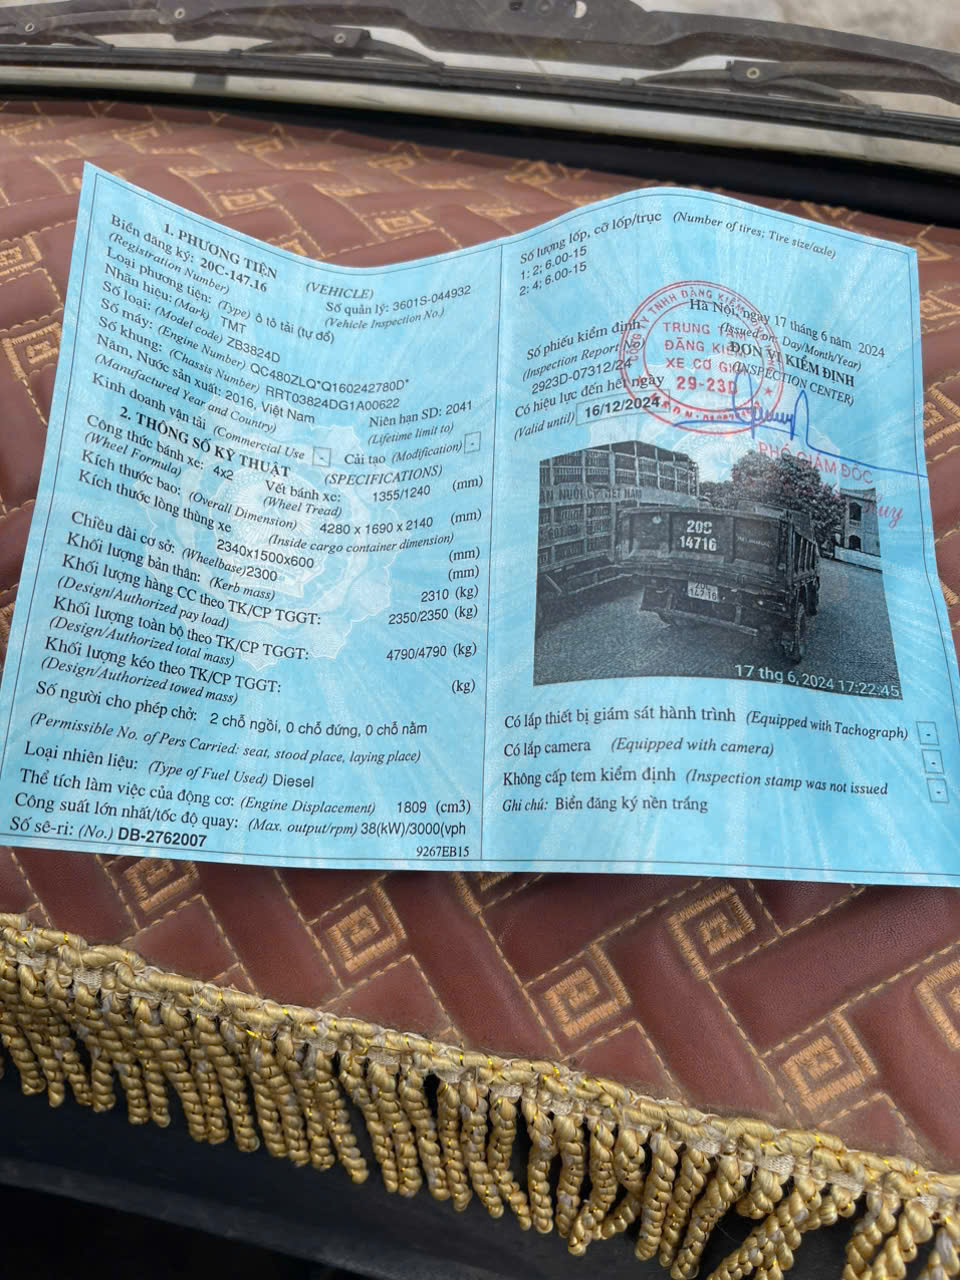 1. PHƯƠNG TIỆN (VEHICLE)
Biển đăng ký: 20C-147.16 Số quản lý: 3601S-044932
(Registration Number) (Vehicle Inspection No.)
Loại phương tiện: (Type) ô tô tải (tự đổ)
Nhãn hiệu: (Mark) TMT
Số loại: (Model code) ZB3824D
Số máy: (Engine Number) QC480ZLQ*Q160242780D*
Số khung: (Chassis Number) RRT03824DG1A00622
Năm, Nước sản xuất: 2016, Việt Nam Niên hạn SD: 2041
(Manufactured Year and Country) (Lifetime limit to)
Kinh doanh vận tải (Commercial Use - Cải tạo (Modification) -
2. THÔNG SỐ KỸ THUẬT (SPECIFICATIONS)
Công thức bánh xe: 4x2 Vết bánh xe: 1355/1240 (mm)
(Wheel Formula) (Wheel Tread)
Kích thước bao: (Overall Dimension) 4280 x 1690 x 2140 (mm)
Kích thước lòng thùng xe (Inside cargo container dimension)
2340x1500x600 (mm)
Chiều dài cơ sở: (Wheelbase) 2300 (mm)
Khối lượng bản thân: (Kerb mass) 2310 (kg)
Khối lượng hàng CC theo TK/CP TGGT: 2350/2350 (kg)
(Design/Authorized pay load)
Khối lượng toàn bộ theo TK/CP TGGT: 4790/4790 (kg)
(Design/Authorized total mass)
Khối lượng kéo theo TK/CP TGGT: (kg)
(Design/Authorized towed mass)
Số người cho phép chở: 2 chỗ ngồi, 0 chỗ đứng, 0 chỗ nằm
(Permissible No. of Pers Carried: seat, stood place, laying place)
Loại nhiên liệu: (Type of Fuel Used) Diesel
Thể tích làm việc của động cơ: (Engine Displacement) 1809 (cm3)
Công suất lớn nhất/tốc độ quay: (Max. output/rpm) 38(kW)/3000(vph
Số sê-ri: (No.) DB-2762007 9267EB15
Số lượng lốp, cỡ lốp/trục (Number of tires; Tire size/axle)
1: 2; 6.00-15
2: 4; 6.00-15
Hà Nội, ngày 17 tháng 6 năm 2024
(Issued on: Day/Month/Year)
Số phiếu kiểm định ĐƠN VỊ KIỂM ĐỊNH
(Inspection Report No) (INSPECTION CENTER)
2923D-07312/24
Có hiệu lực đến hết ngày
(Valid until) 16/12/2024
TRUNG TÂM
ĐĂNG KIỂM
XE CƠ GIỚI
29-23D
PHÓ GIÁM ĐỐC
20C
14716
17 thg 6, 2024 17:22:45
Có lắp thiết bị giám sát hành trình (Equipped with Tachograph) -
Có lắp camera (Equipped with camera) -
Không cấp tem kiểm định (Inspection stamp was not issued -
Ghi chú: Biển đăng ký nền trắng